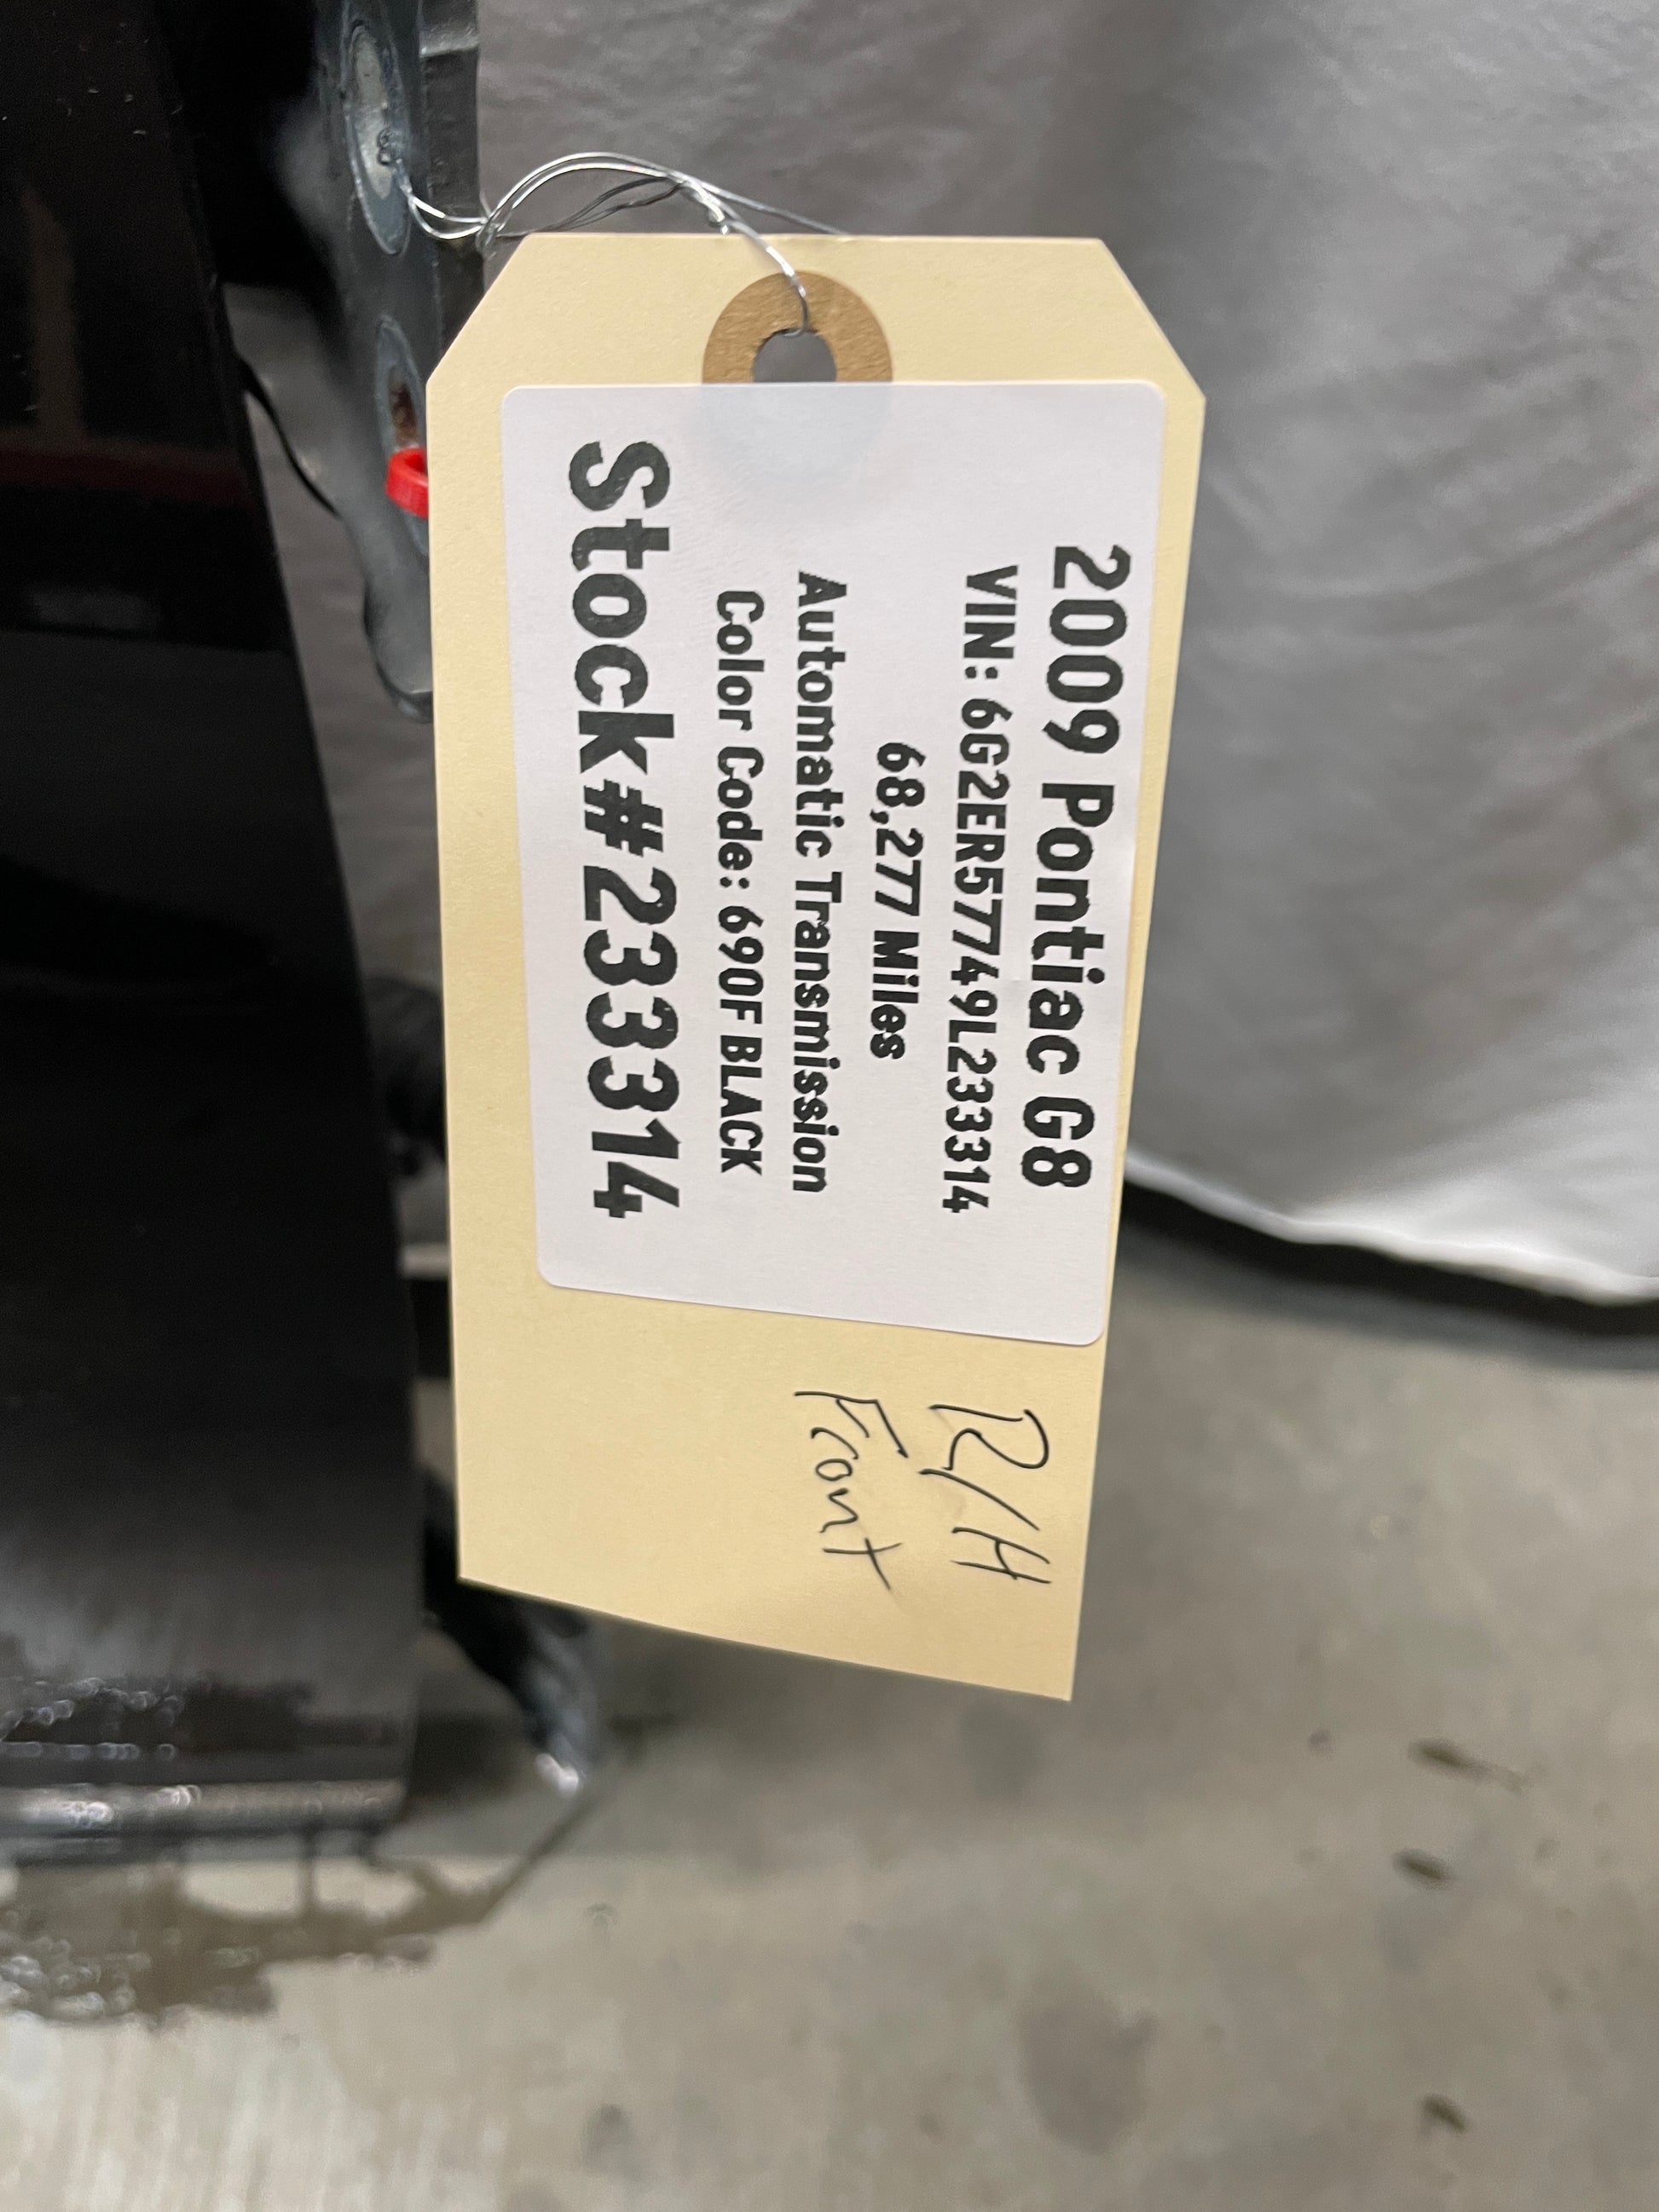 2009 Pontiac G8
VIN: 6G2ER57749L233314
68,277 Miles
Automatic Transmission
Color Code: 690F BLACK
Stock#233314
R/H
Front